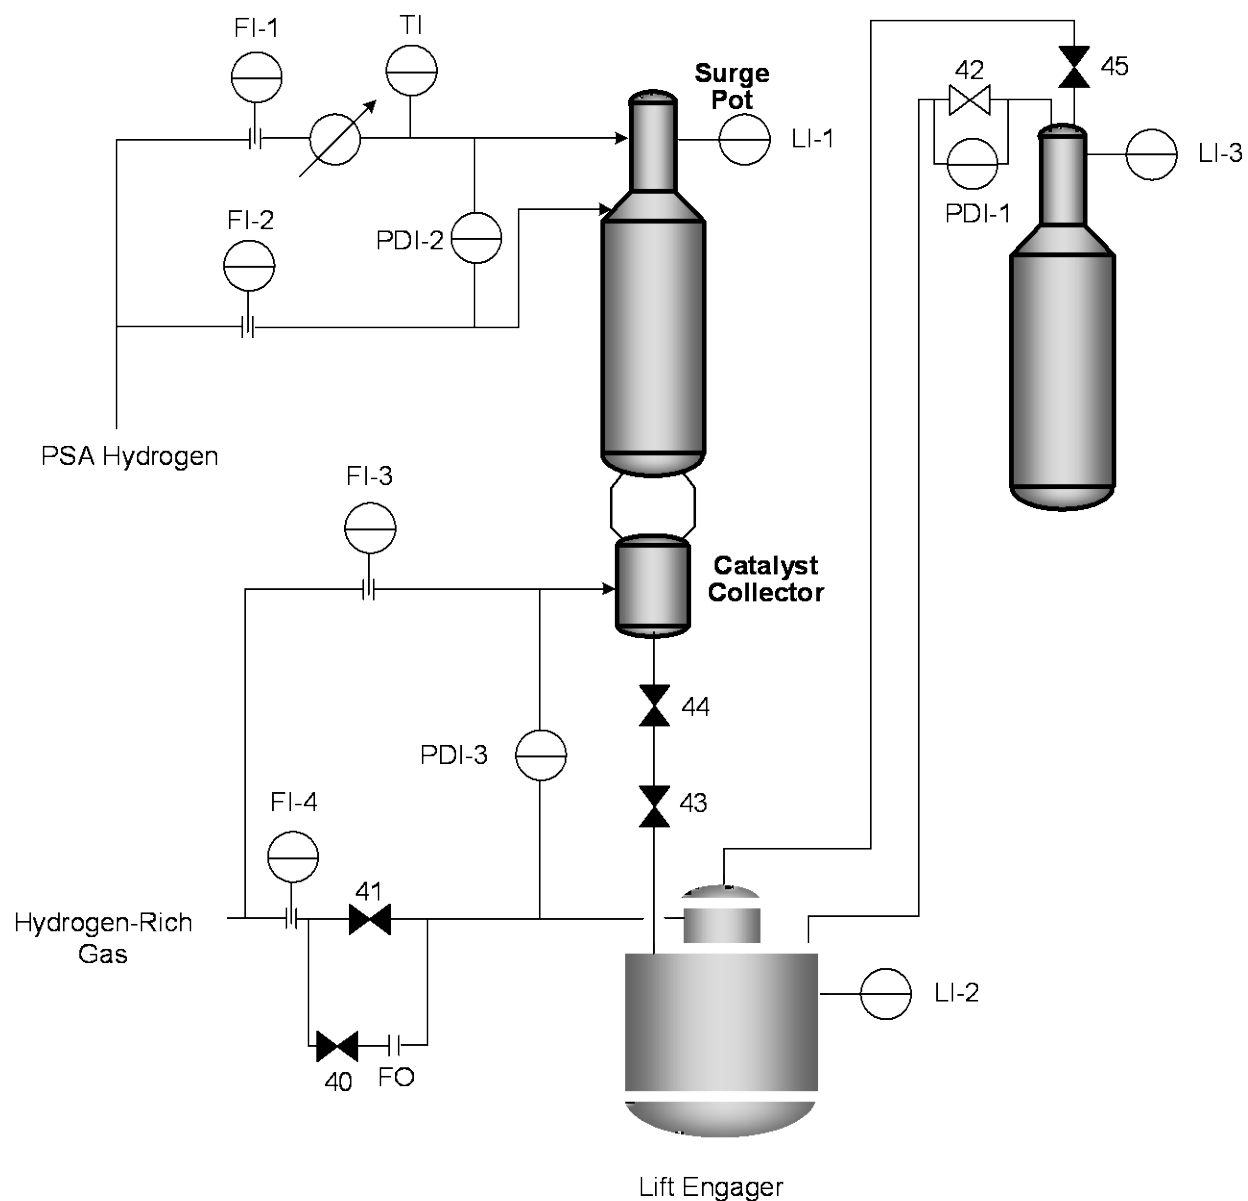 FI-1
TI
Surge
Pot
42
45
LI-1
LI-3
PDI-1
FI-2
PDI-2
PSA Hydrogen
FI-3
Catalyst
Collector
44
PDI-3
43
FI-4
41
Hydrogen-Rich
Gas
LI-2
40
FO
Lift Engager